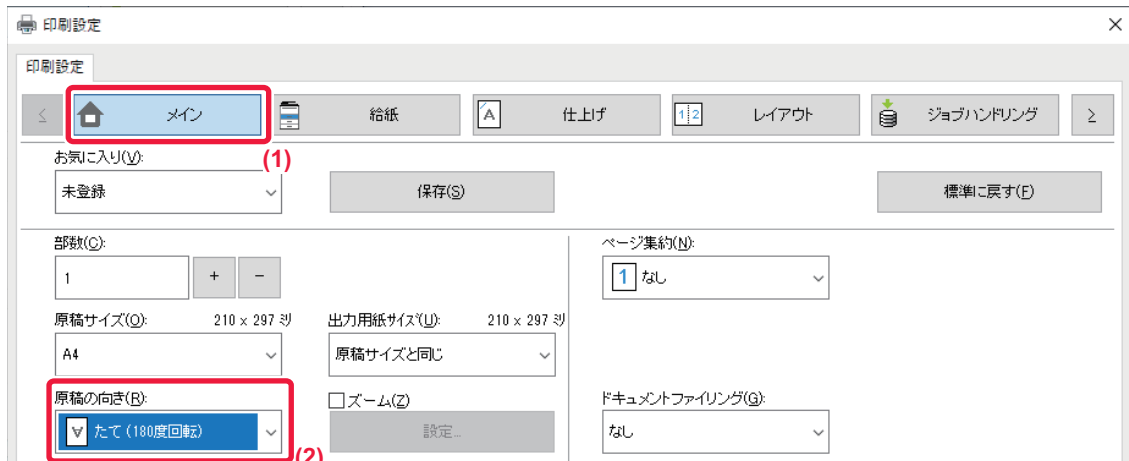 印刷設定
印刷設定
メイン
給紙
仕上げ
レイアウト
ジョブハンドリング
(1)
お気に入り(V):
未登録
保存(S)
標準に戻す(F)
部数(C):
1
+
-
ページ集約(N):
1 なし
原稿サイズ(O): 210 x 297 ミリ
A4
出力用紙サイズ(U): 210 x 297 ミリ
原稿サイズと同じ
原稿の向き(R):
たて (180度回転)
(2)
ズーム(Z)
設定...
ドキュメントファイリング(G):
なし